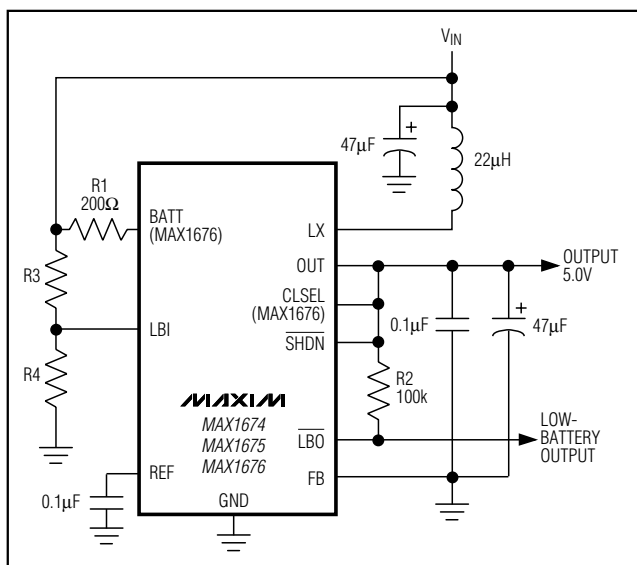 VIN
47µF
22µH
R1
200Ω
BATT
(MAX1676)
LX
OUT
OUTPUT
5.0V
R3
CLSEL
(MAX1676)
0.1µF
47µF
LBI
SHDN
R4
R2
100k
MAXIM
MAX1674
MAX1675
MAX1676
LBO
LOW-
BATTERY
OUTPUT
REF
FB
0.1µF
GND